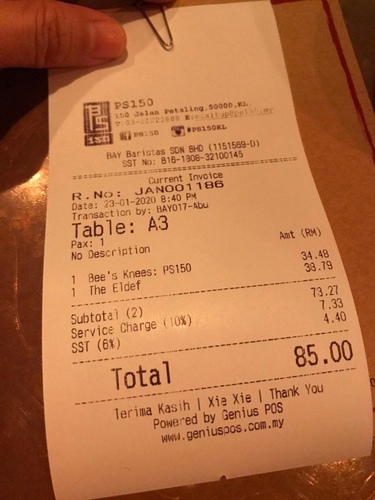 PS
150
PS150
150 Jalan Petaling,50000,KL
PS150 @PS150KL
BAY Baristas SDN BHD (1151569-D)
SST No: B16-1808-32100145
Current Invoice
R.No: JAN001186
Date: 23-01-2020 8:40 PM
Transaction by: BAY017-Abu
Table: A3
Pax: 1
No Description Amt (RM)
1 Bee's Knees: PS150 34.48
1 The Eldef 38.79
Subtotal (2) 73.27
Service Charge (10%) 7.33
SST (6%) 4.40
Total 85.00
Terima Kasih | Xie Xie | Thank You
Powered by Genius POS
www.geniuspos.com.my